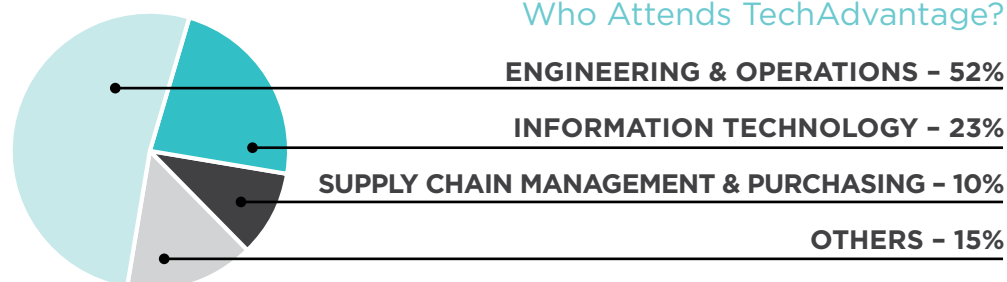 Who Attends TechAdvantage?
ENGINEERING & OPERATIONS – 52%
INFORMATION TECHNOLOGY – 23%
SUPPLY CHAIN MANAGEMENT & PURCHASING – 10%
OTHERS – 15%